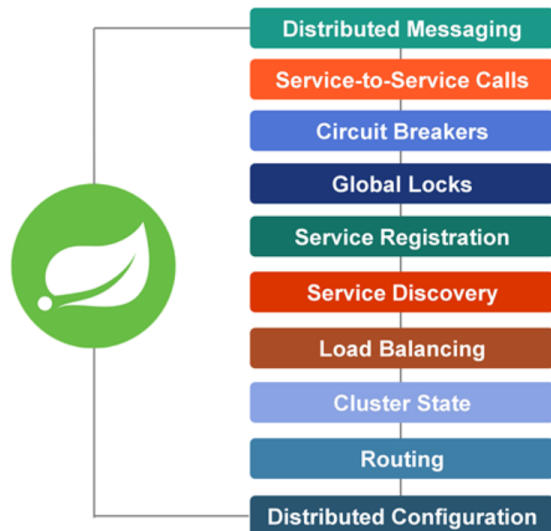 Distributed Messaging
Service-to-Service Calls
Circuit Breakers
Global Locks
Service Registration
Service Discovery
Load Balancing
Cluster State
Routing
Distributed Configuration